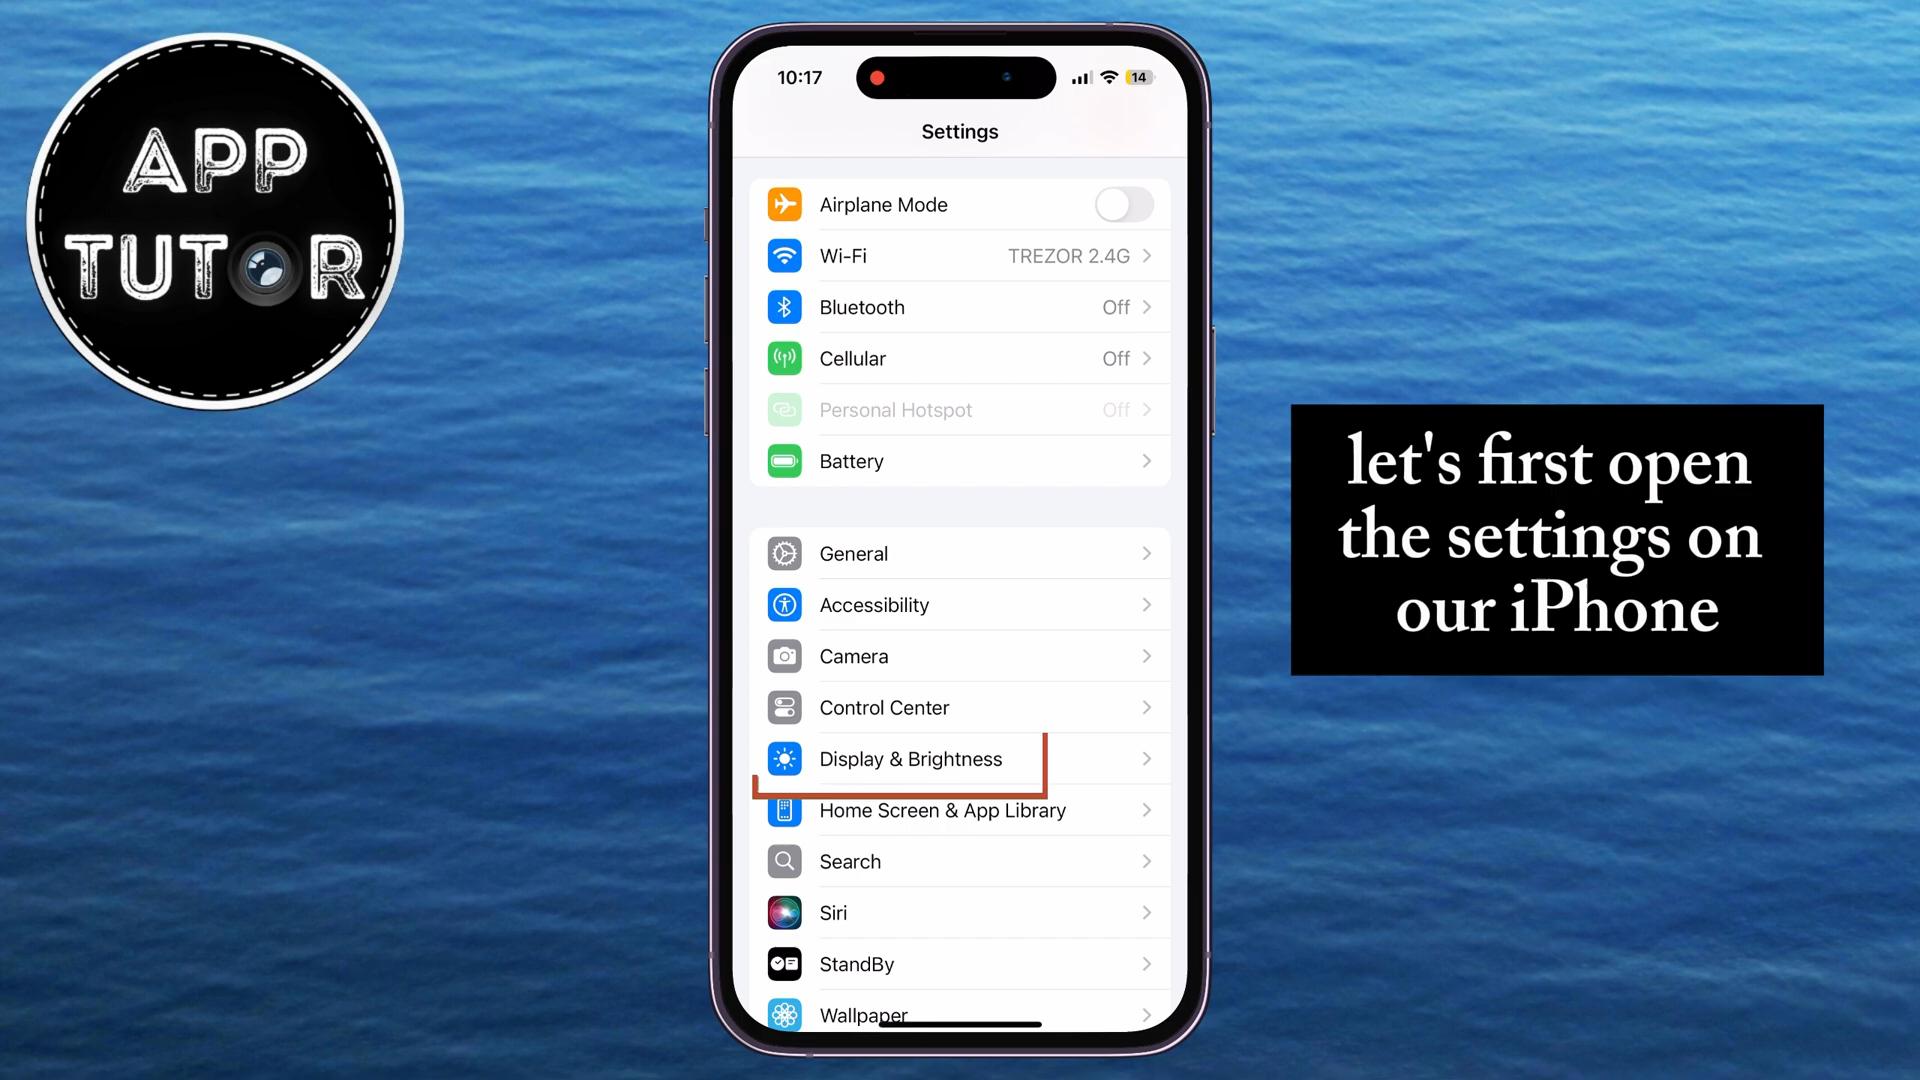 APP
TUTOR
10:17
14
Settings
Airplane Mode
Wi-Fi TREZOR 2.4G
Bluetooth Off
Cellular Off
Personal Hotspot Off
Battery
General
Accessibility
Camera
Control Center
Display & Brightness
Home Screen & App Library
Search
Siri
StandBy
Wallpaper
let's first open
the settings on
our iPhone